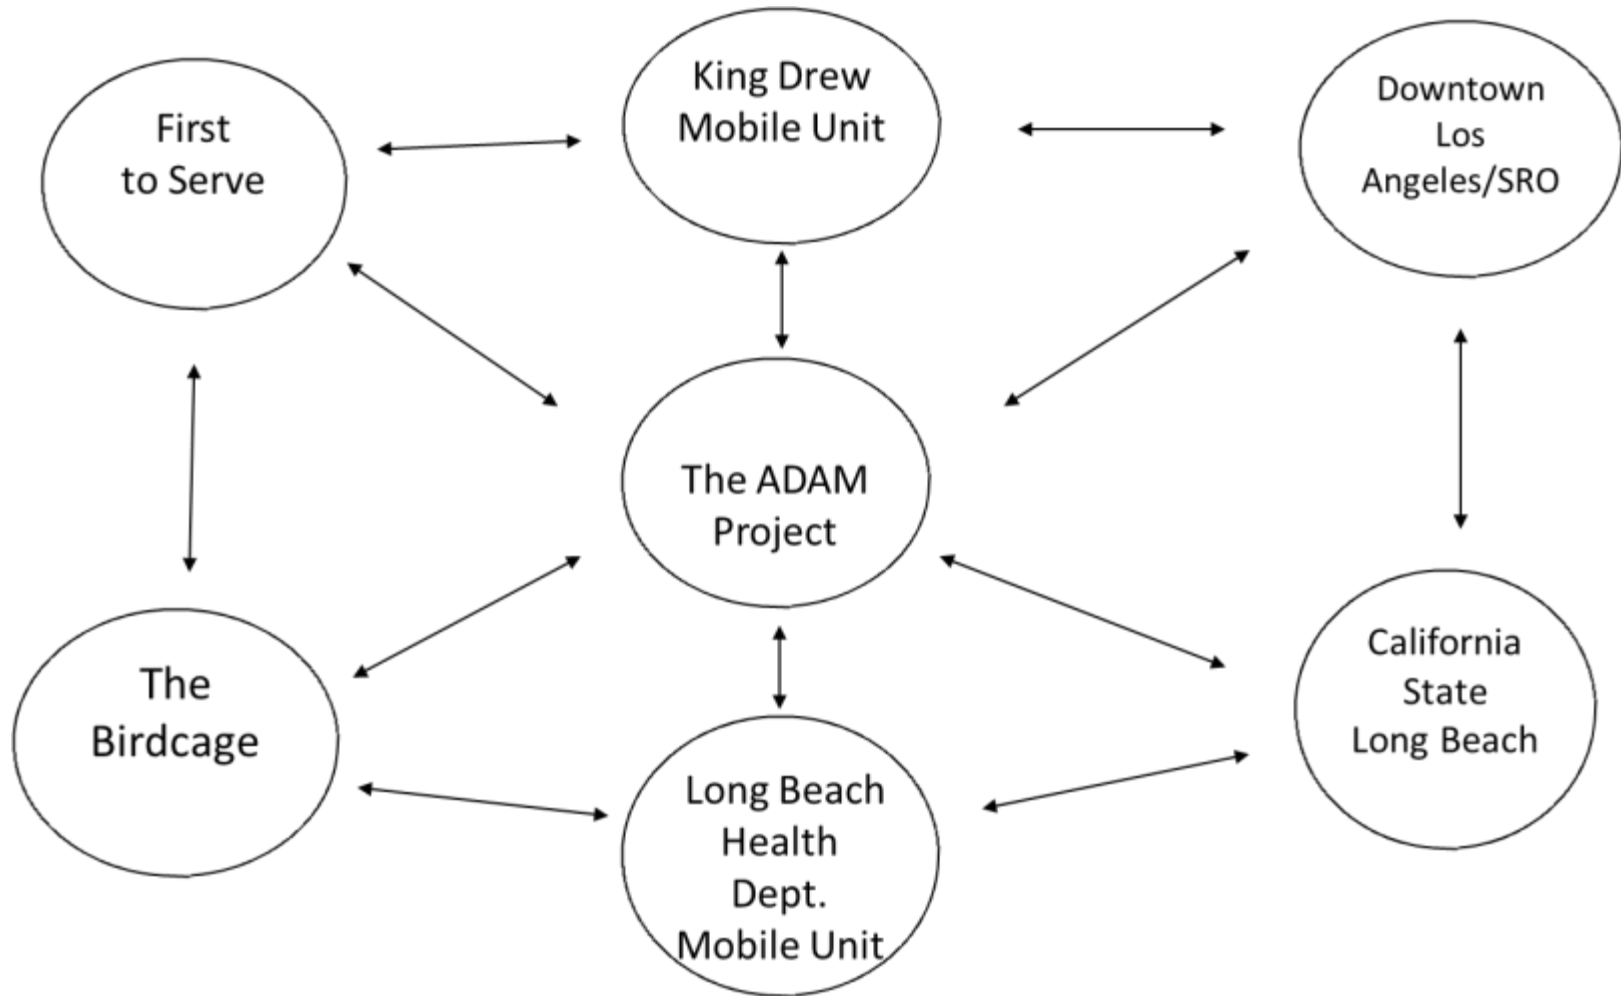 First
to Serve
King Drew
Mobile Unit
Downtown
Los
Angeles/SRO
The ADAM
Project
The
Birdcage
Long Beach
Health
Dept.
Mobile Unit
California
State
Long Beach